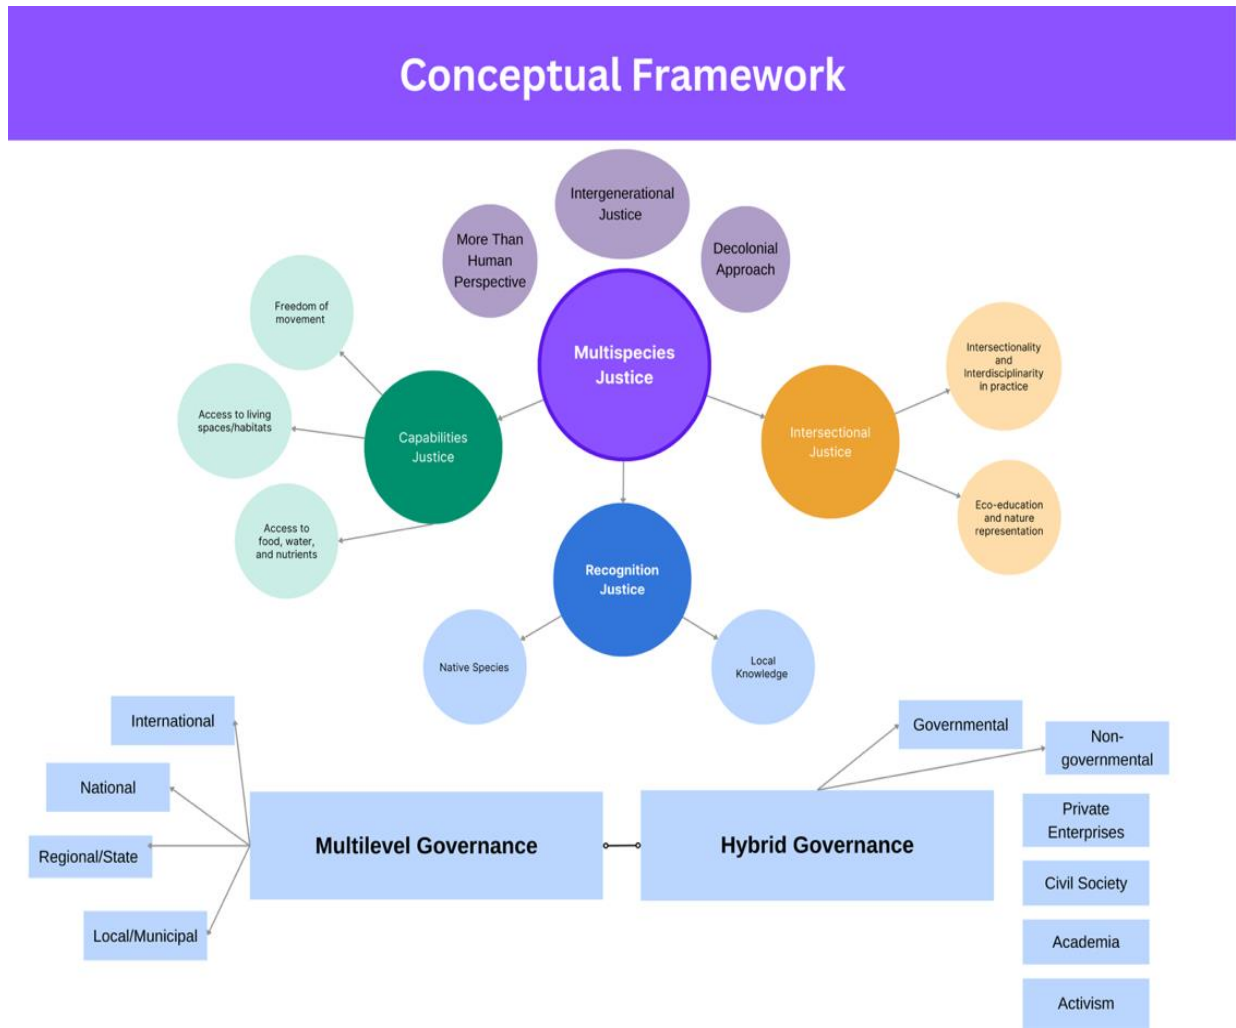 Conceptual Framework
Intergenerational
Justice
More Than
Human
Perspective
Decolonial
Approach
Multispecies
Justice
Freedom of
movement
Access to living
spaces/habitats
Access to
food, water,
and nutrients
Capabilities
Justice
Intersectional
Justice
Intersectionality
and
Interdisciplinarity
in practice
Eco-education
and nature
representation
Recognition
Justice
Native Species
Local
Knowledge
International
National
Regional/State
Local/Municipal
Multilevel Governance
Hybrid Governance
Governmental
Non-
governmental
Private
Enterprises
Civil Society
Academia
Activism